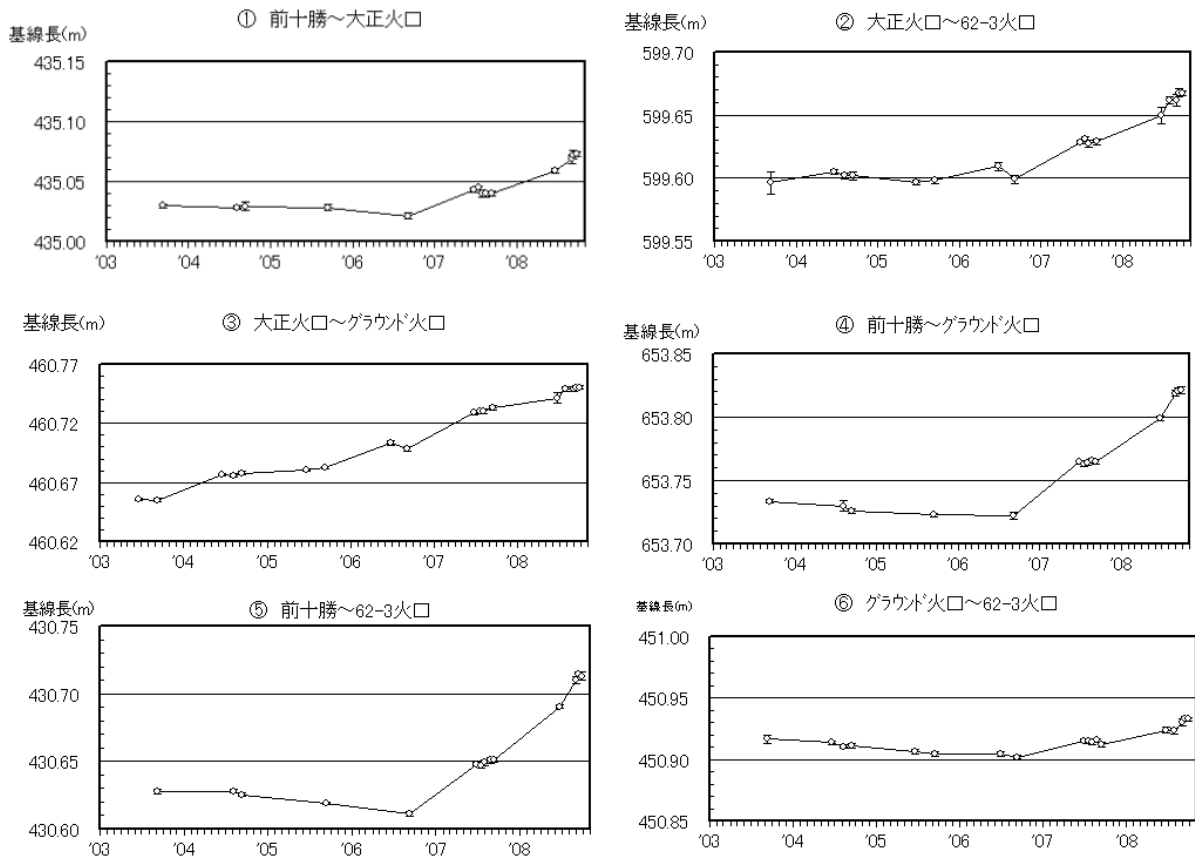 ① 前十勝～大正火口
基線長(m)
435.15
435.10
435.05
435.00
'03 '04 '05 '06 '07 '08
② 大正火口～62-3火口
基線長(m)
599.70
599.65
599.60
599.55
'03 '04 '05 '06 '07 '08
③ 大正火口～グラウンド火口
基線長(m)
460.77
460.72
460.67
460.62
'03 '04 '05 '06 '07 '08
④ 前十勝～グラウンド火口
基線長(m)
653.85
653.80
653.75
653.70
'03 '04 '05 '06 '07 '08
⑤ 前十勝～62-3火口
基線長(m)
430.75
430.70
430.65
430.60
'03 '04 '05 '06 '07 '08
⑥ グラウンド火口～62-3火口
基線長(m)
451.00
450.95
450.90
450.85
'03 '04 '05 '06 '07 '08